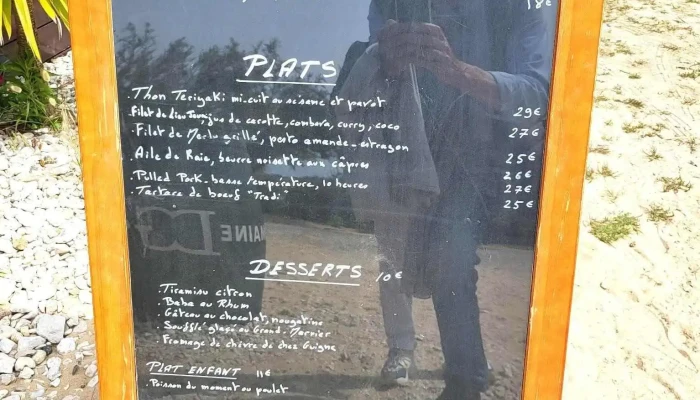 18€
PLATS
. Thon Teriyaki mi-cuit au sésame et pavot 29€
. Filet de lieu jaune, jus de carotte, combava, curry, coco 27€
. Filet de Merlu grillé, pesto amande-estragon 25€
. Aile de Raie, beurre noisette aux câpres 26€
. Pulled Pork. basse température, 10 heures 27€
. Tartare de boeuf "Tradi" 25€
DESSERTS 10€
. Tiramisu citron
. Baba au Rhum
. Gâteau au chocolat, nougatine
. Soufflé glacé au Grand-Marnier
. Fromage de chèvre de chez Guigne
PLAT ENFANT 11€
. Poisson du moment ou poulet